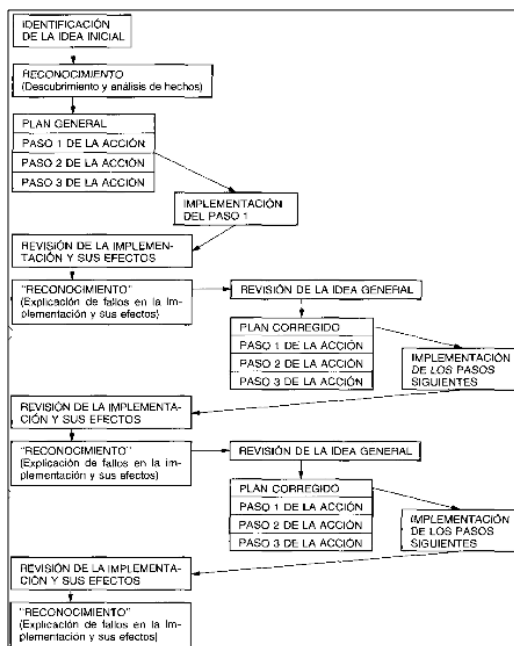 IDENTIFICACIÓN
DE LA IDEA INICIAL
RECONOCIMIENTO
(Descubrimiento y análisis de hechos)
PLAN GENERAL
PASO 1 DE LA ACCIÓN
PASO 2 DE LA ACCIÓN
PASO 3 DE LA ACCIÓN
IMPLEMENTACIÓN
DEL PASO 1
REVISIÓN DE LA IMPLEMEN-
TACIÓN Y SUS EFECTOS
"RECONOCIMIENTO"
(Explicación de fallos en la im-
plementación y sus efectos)
REVISIÓN DE LA IDEA GENERAL
PLAN CORREGIDO
PASO 1 DE LA ACCIÓN
PASO 2 DE LA ACCIÓN
PASO 3 DE LA ACCIÓN
IMPLEMENTACIÓN
DE LOS PASOS
SIGUIENTES
REVISIÓN DE LA IMPLEMENTA-
CIÓN Y SUS EFECTOS
"RECONOCIMIENTO"
(Explicación de fallos en la im-
plementación y sus efectos)
REVISIÓN DE LA IDEA GENERAL
PLAN CORREGIDO
PASO 1 DE LA ACCIÓN
PASO 2 DE LA ACCIÓN
PASO 3 DE LA ACCIÓN
IMPLEMENTACIÓN
DE LOS PASOS
SIGUIENTES
REVISIÓN DE LA IMPLEMENTA-
CIÓN Y SUS EFECTOS
"RECONOCIMIENTO"
(Explicación de fallos en la im-
plementación y sus efectos)